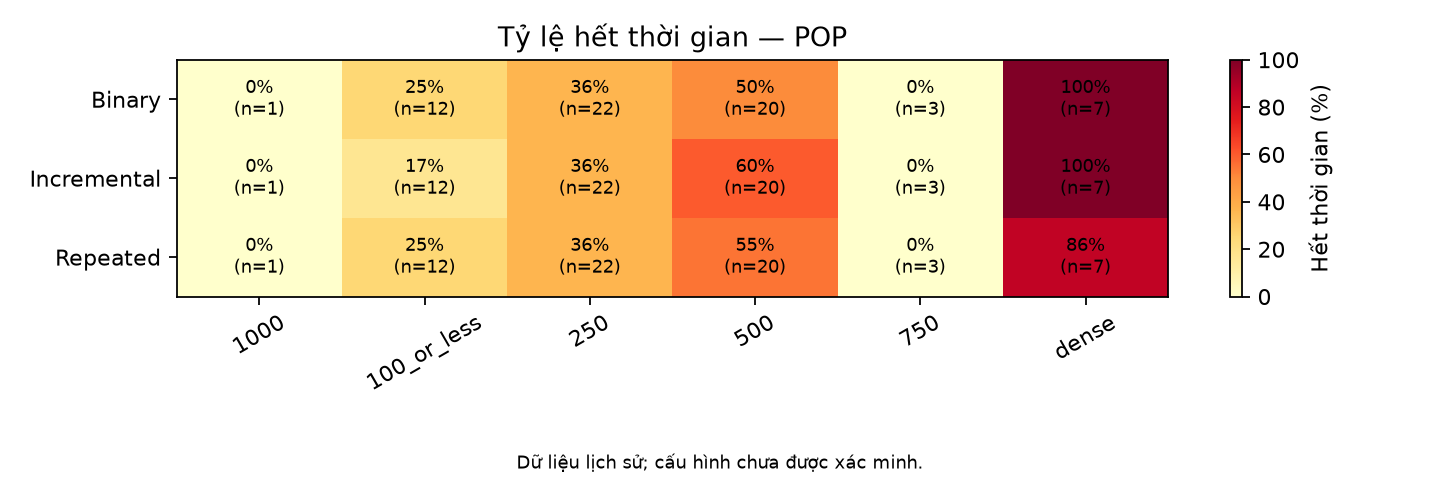 Tỷ lệ hết thời gian — POP
Binary
0%
(n=1)
25%
(n=12)
36%
(n=22)
50%
(n=20)
0%
(n=3)
100%
(n=7)
Incremental
0%
(n=1)
17%
(n=12)
36%
(n=22)
60%
(n=20)
0%
(n=3)
100%
(n=7)
Repeated
0%
(n=1)
25%
(n=12)
36%
(n=22)
55%
(n=20)
0%
(n=3)
86%
(n=7)
1000
100_or_less
250
500
750
dense
100
80
60
40
20
0
Hết thời gian (%)
Dữ liệu lịch sử; cấu hình chưa được xác minh.